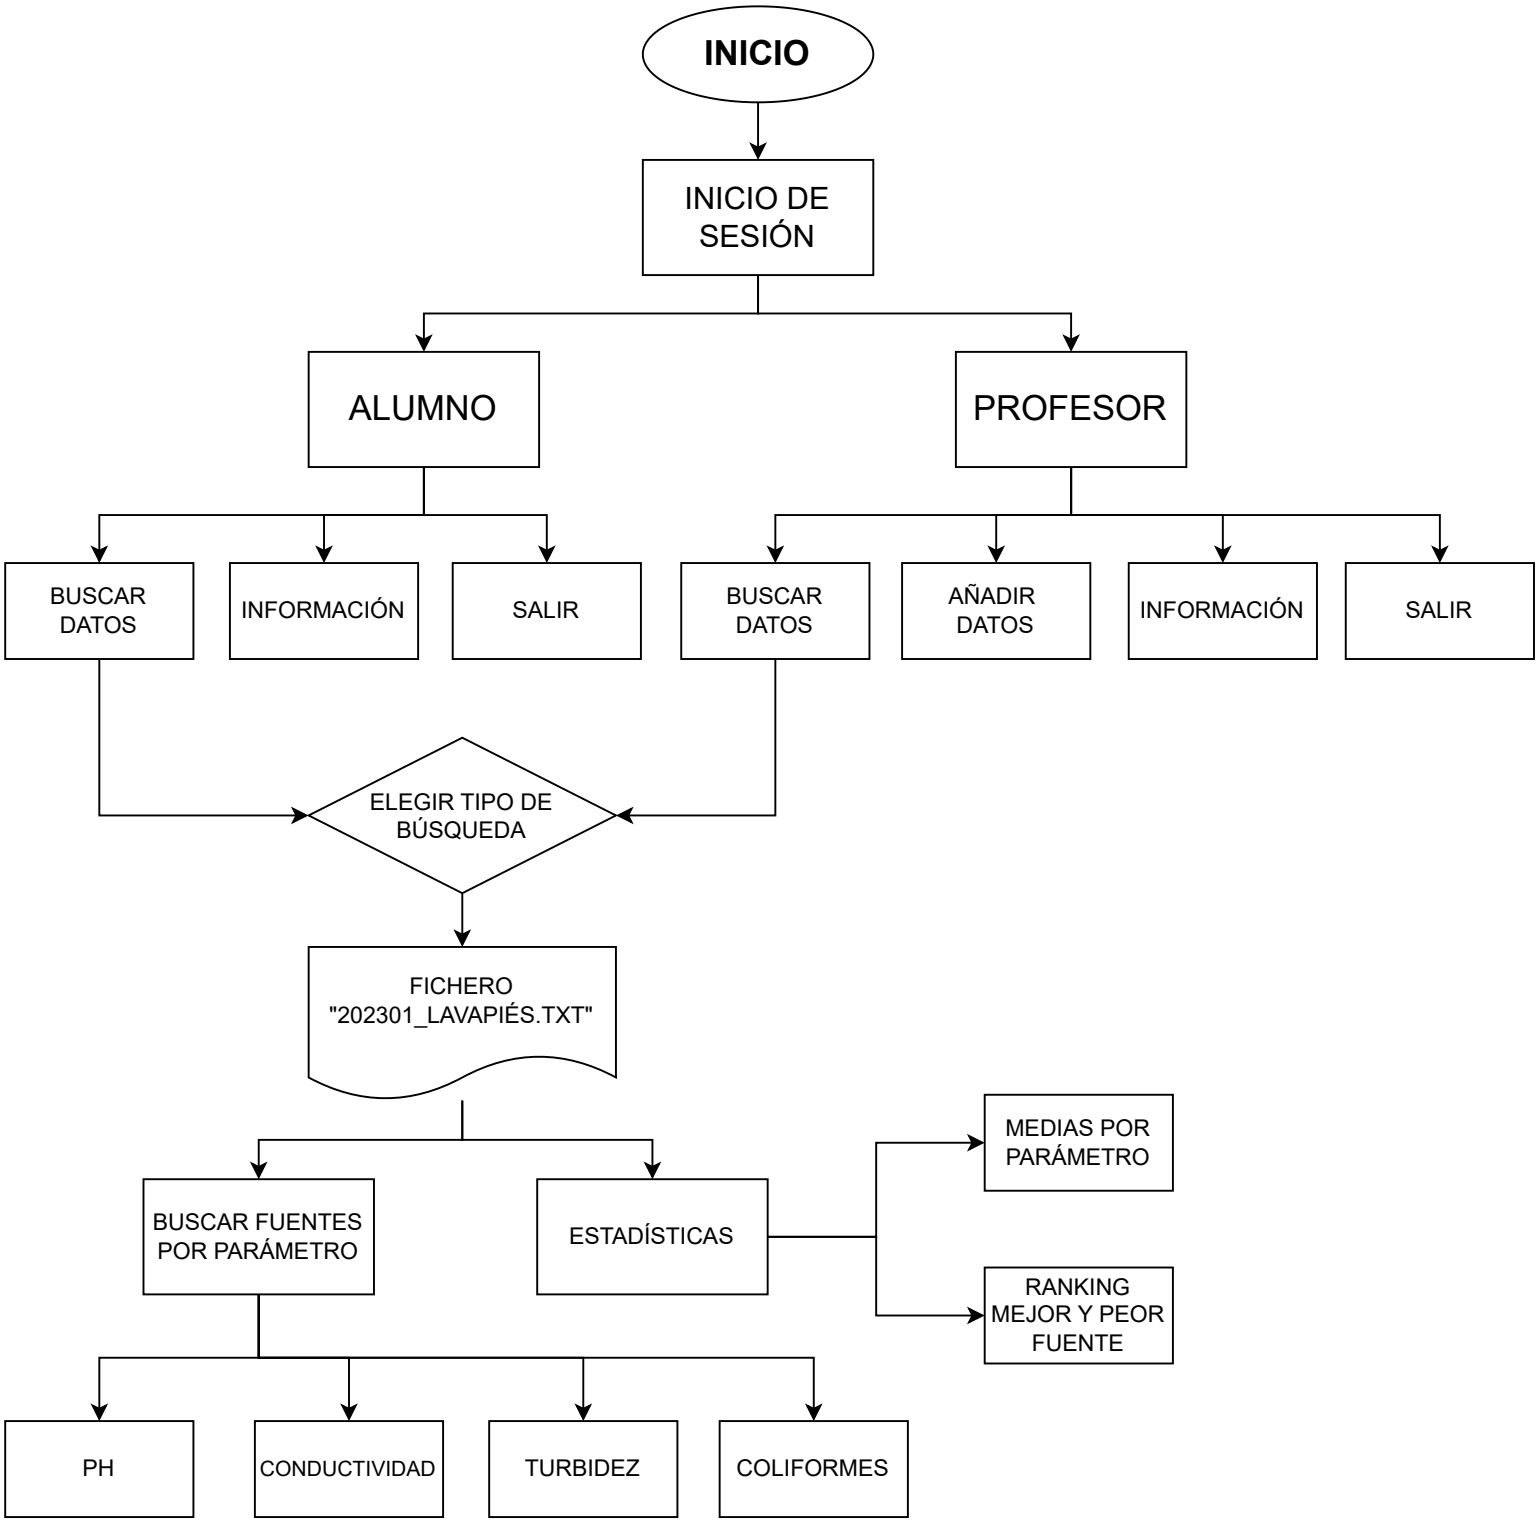 INICIO
INICIO DE
SESIÓN
ALUMNO
PROFESOR
BUSCAR
DATOS
INFORMACIÓN
SALIR
BUSCAR
DATOS
AÑADIR
DATOS
INFORMACIÓN
SALIR
ELEGIR TIPO DE
BÚSQUEDA
FICHERO
"202301_LAVAPIÉS.TXT"
BUSCAR FUENTES
POR PARÁMETRO
ESTADÍSTICAS
MEDIAS POR
PARÁMETRO
RANKING
MEJOR Y PEOR
FUENTE
PH
CONDUCTIVIDAD
TURBIDEZ
COLIFORMES